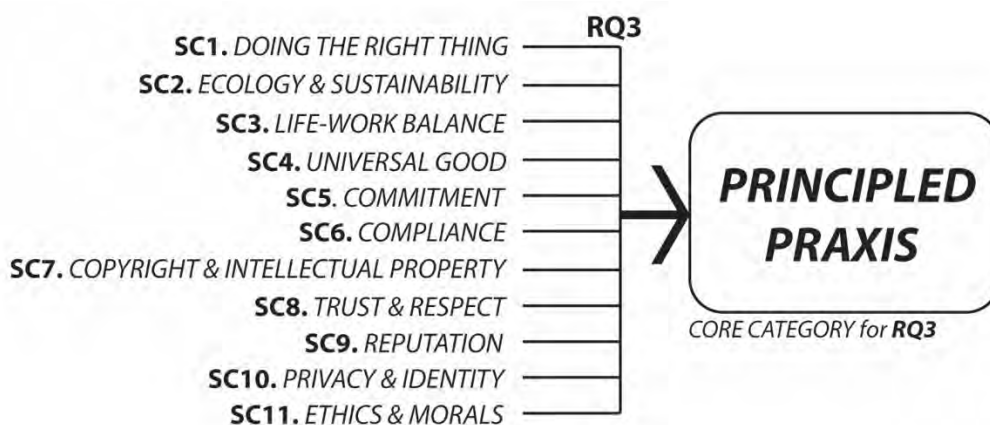 RQ3
SC1. DOING THE RIGHT THING
SC2. ECOLOGY & SUSTAINABILITY
SC3. LIFE-WORK BALANCE
SC4. UNIVERSAL GOOD
SC5. COMMITMENT
SC6. COMPLIANCE
SC7. COPYRIGHT & INTELLECTUAL PROPERTY
SC8. TRUST & RESPECT
SC9. REPUTATION
SC10. PRIVACY & IDENTITY
SC11. ETHICS & MORALS
PRINCIPLED
PRAXIS
CORE CATEGORY for RQ3